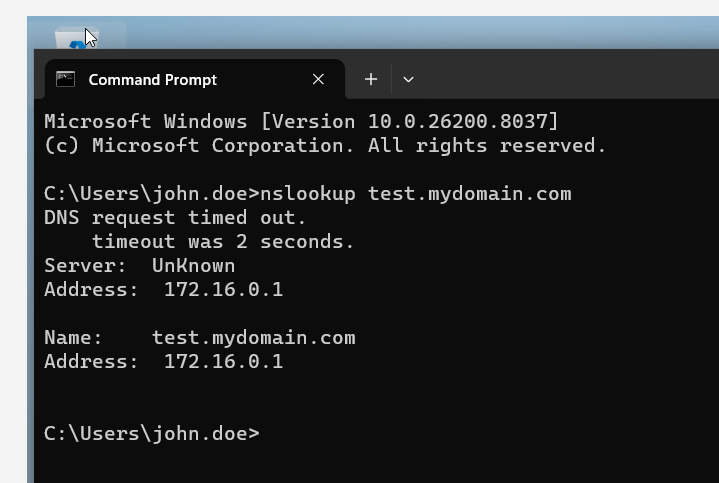 Command Prompt
Microsoft Windows [Version 10.0.26200.8037]
(c) Microsoft Corporation. All rights reserved.
C:\Users\john.doe>nslookup test.mydomain.com
DNS request timed out.
    timeout was 2 seconds.
Server:  UnKnown
Address:  172.16.0.1
Name:    test.mydomain.com
Address:  172.16.0.1
C:\Users\john.doe>